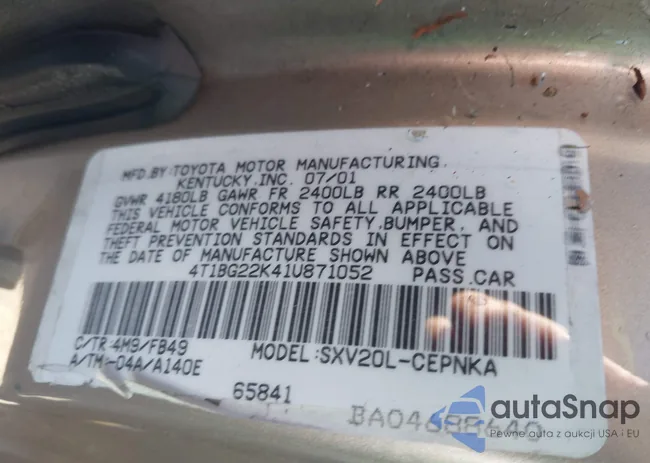 MFD.BY:TOYOTA MOTOR MANUFACTURING
KENTUCKY,INC. 07/01
GVWR 4180LB GAWR FR 2400LB RR 2400LB
THIS VEHICLE CONFORMS TO ALL APPLICABLE
FEDERAL MOTOR VEHICLE SAFETY,BUMPER, AND
THEFT PREVENTION STANDARDS IN EFFECT ON
THE DATE OF MANUFACTURE SHOWN ABOVE
4T1BG22K41U871052 PASS.CAR
C/TR:4M9/FB49 MODEL:SXV20L-CEPNKA
A/TM:-04A/A140E
65841
autoSnap
Pewne auta z aukcji USA i EU